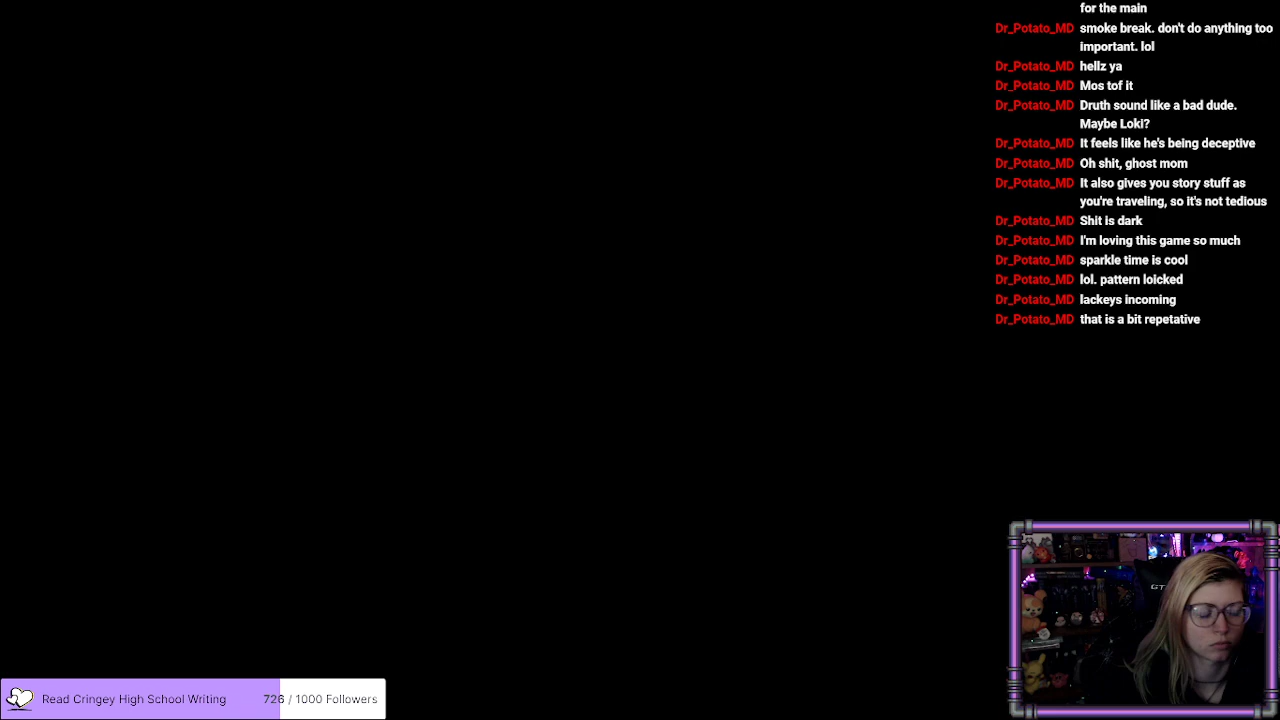 for the main
Dr_Potato_MD smoke break. don't do anything too
important. lol
Dr_Potato_MD hellz ya
Dr_Potato_MD Mos tof it
Dr_Potato_MD Druth sound like a bad dude.
Maybe Loki?
Dr_Potato_MD It feels like he's being deceptive
Dr_Potato_MD Oh shit, ghost mom
Dr_Potato_MD It also gives you story stuff as
you're traveling, so it's not tedious
Dr_Potato_MD Shit is dark
Dr_Potato_MD I'm loving this game so much
Dr_Potato_MD sparkle time is cool
Dr_Potato_MD lol. pattern loicked
Dr_Potato_MD lackeys incoming
Dr_Potato_MD that is a bit repetative
GT
Read Cringey High School Writing 726 / 1000 Followers